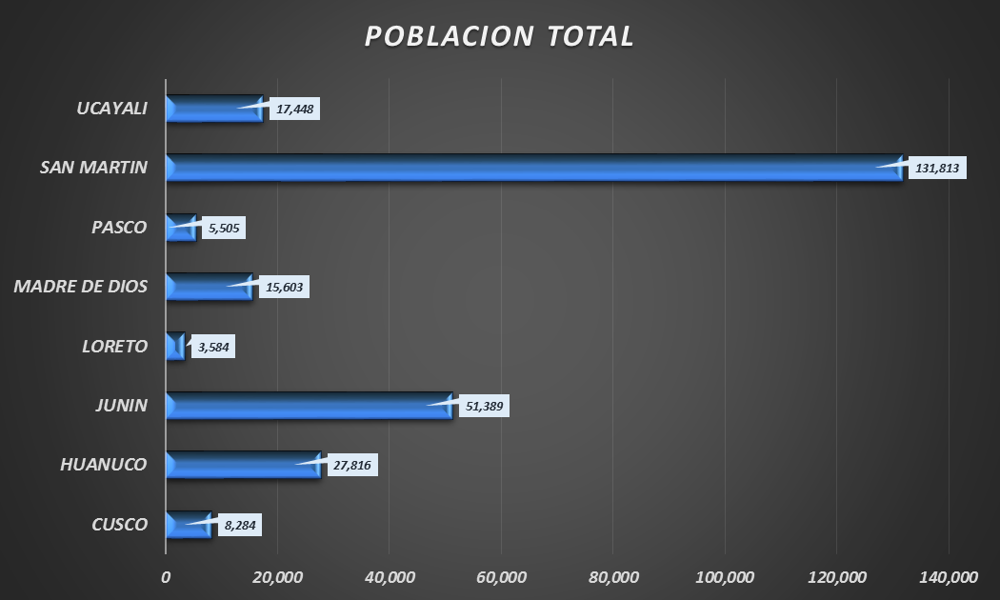 POBLACION TOTAL
UCAYALI 17,448
SAN MARTIN 131,813
PASCO 5,505
MADRE DE DIOS 15,603
LORETO 3,584
JUNIN 51,389
HUANUCO 27,816
CUSCO 8,284
0 20,000 40,000 60,000 80,000 100,000 120,000 140,000